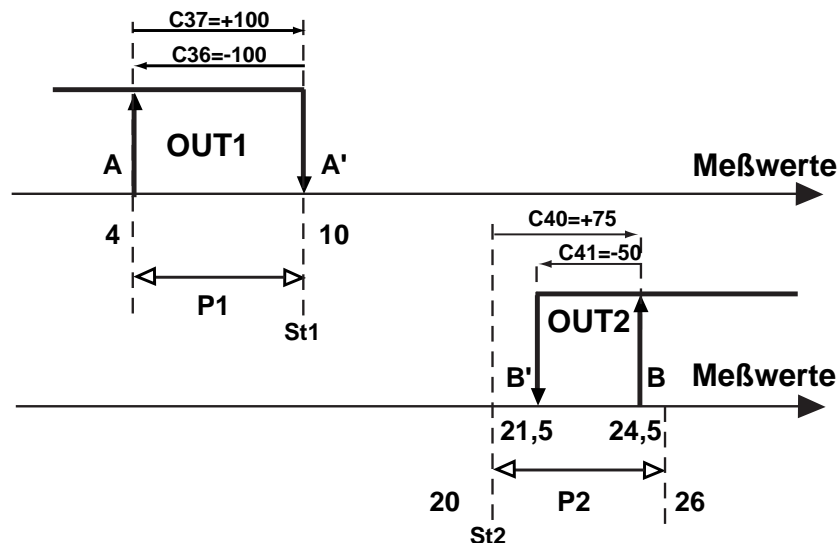 C37=+100
C36=-100
OUT1
A
A'
Meßwerte
4
10
C40=+75
C41=-50
P1
St1
OUT2
B'
B
Meßwerte
21,5
24,5
20
P2
26
St2